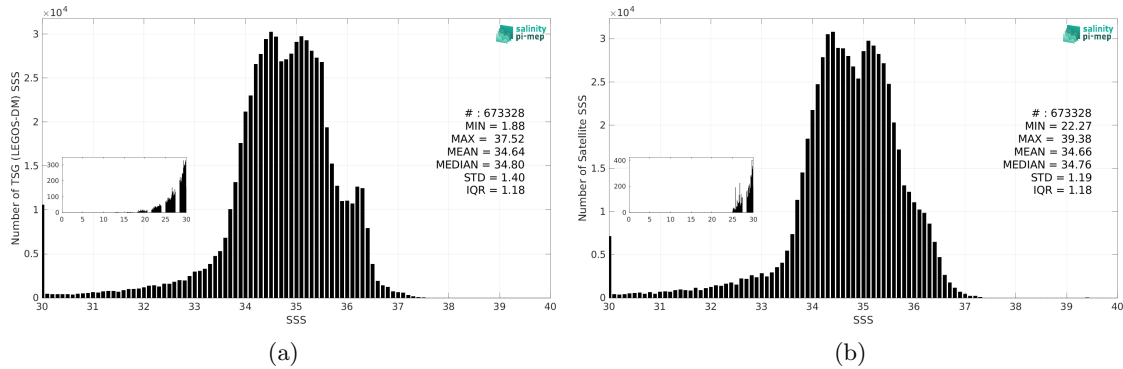 ×10⁴
3
2.5
2
1.5
1
0.5
0
Number of TSG (LEGOS-DM) SSS
salinity
pi-mep
# : 673328
MIN = 1.88
MAX = 37.52
MEAN = 34.64
MEDIAN = 34.80
STD = 1.40
IQR = 1.18
300
200
100
0
0 5 10 15 20 25 30
30 31 32 33 34 35 36 37 38 39 40
SSS
(a)
×10⁴
3
2.5
2
1.5
1
0.5
0
Number of Satellite SSS
salinity
pi-mep
# : 673328
MIN = 22.27
MAX = 39.38
MEAN = 34.66
MEDIAN = 34.76
STD = 1.19
IQR = 1.18
400
200
0
0 5 10 15 20 25 30
30 31 32 33 34 35 36 37 38 39 40
SSS
(b)